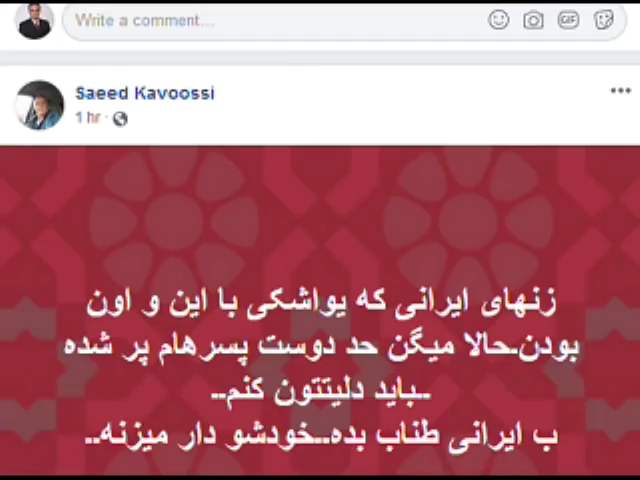 Write a comment...
GIF
Saeed Kavoossi
1 hr ·
زنهای ایرانی که یواشکی با این و اون
بودن.حالا میگن حد دوست پسرهام پر شده
..باید دلیتتون کنم..
ب ایرانی طناب بده..خودشو دار میزنه..